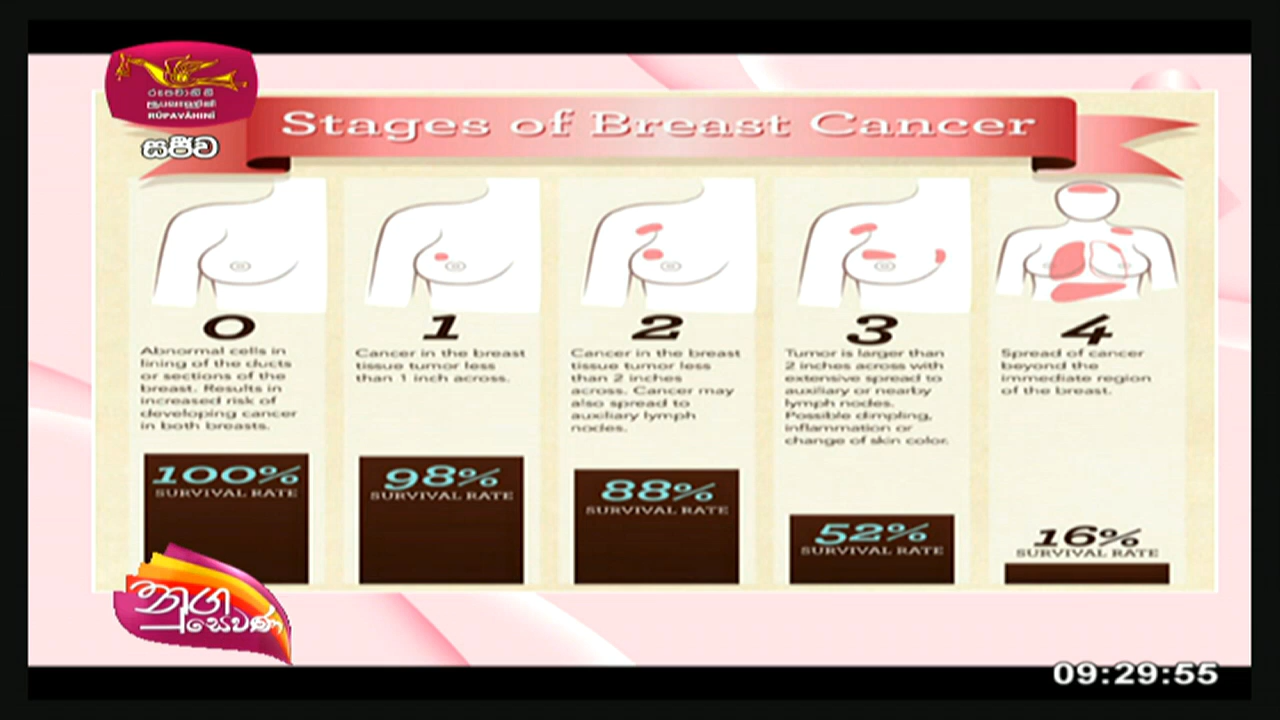 රූපවාහිනී
ரூபவாஹினி
RŪPAVĀHINĪ
සජීව
Stages of Breast Cancer
0
Abnormal cells in
lining of the ducts
or sections of the
breast. Results in
increased risk of
developing cancer
in both breasts.
100%
SURVIVAL RATE
1
Cancer in the breast
tissue tumor less
than 1 inch across.
98%
SURVIVAL RATE
2
Cancer in the breast
tissue tumor less
than 2 inches
across. Cancer may
also spread to
auxiliary lymph
nodes.
88%
SURVIVAL RATE
3
Tumor is larger than
2 inches across with
extensive spread to
auxiliary or nearby
lymph nodes.
Possible dimpling,
inflammation or
change of skin color.
52%
SURVIVAL RATE
4
Spread of cancer
beyond the
immediate region
of the breast.
16%
SURVIVAL RATE
නුග
සෙවණ
09:29:55